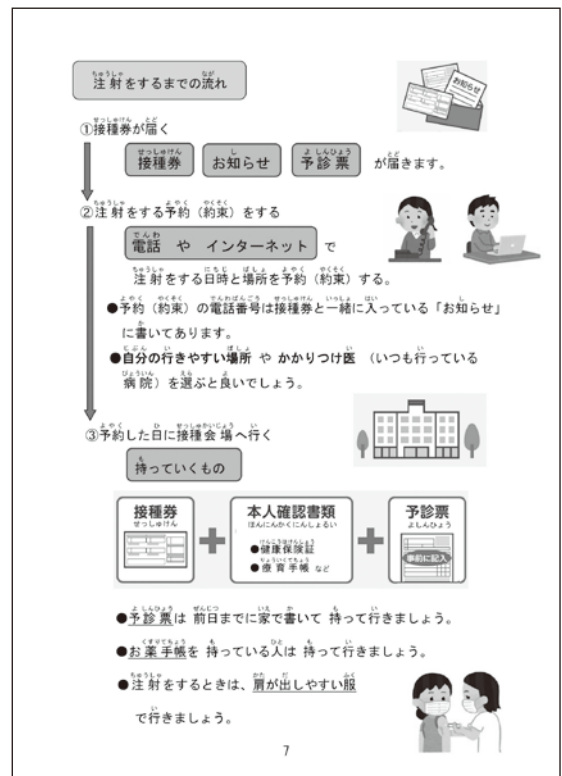 注射をするまでの流れ
お知らせ
①接種券が届く
接種券 お知らせ 予診票 が届きます。
②注射をする予約（約束）をする
電話 や インターネット で
注射をする日時と場所を予約（約束）する。
●予約（約束）の電話番号は接種券と一緒に入っている「お知らせ」
に書いてあります。
●自分の行きやすい場所 や かかりつけ医 （いつも行っている
病院）を選ぶと良いでしょう。
③予約した日に接種会場へ行く
持っていくもの
接種券
せっしゅけん
＋
本人確認書類
ほんにんかくにんしょるい
●健康保険証
●療育手帳 など
＋
予診票
よしんひょう
事前に記入
●予診票は 前日までに家で書いて 持って行きましょう。
●お薬手帳を 持っている人は 持って行きましょう。
●注射をするときは、肩が出しやすい服
で行きましょう。
7